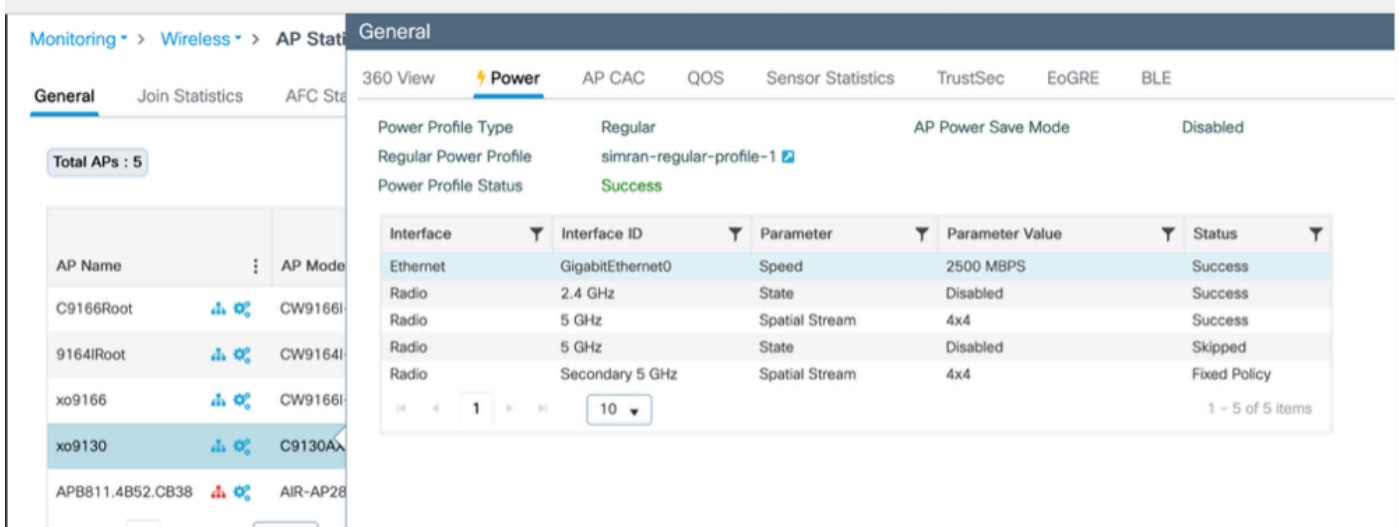 Monitoring > Wireless > AP Stati
General Join Statistics AFC Sta
Total APs : 5
AP Name AP Mode
C9166Root CW9166I-
9164IRoot CW9164I-
xo9166 CW9166I-
xo9130 C9130AX
APB811.4B52.CB38 AIR-AP28
General
360 View Power AP CAC QOS Sensor Statistics TrustSec EoGRE BLE
Power Profile Type Regular AP Power Save Mode Disabled
Regular Power Profile simran-regular-profile-1
Power Profile Status Success
Interface Interface ID Parameter Parameter Value Status
Ethernet GigabitEthernet0 Speed 2500 MBPS Success
Radio 2.4 GHz State Disabled Success
Radio 5 GHz Spatial Stream 4x4 Success
Radio 5 GHz State Disabled Skipped
Radio Secondary 5 GHz Spatial Stream 4x4 Fixed Policy
1 10 1 - 5 of 5 items